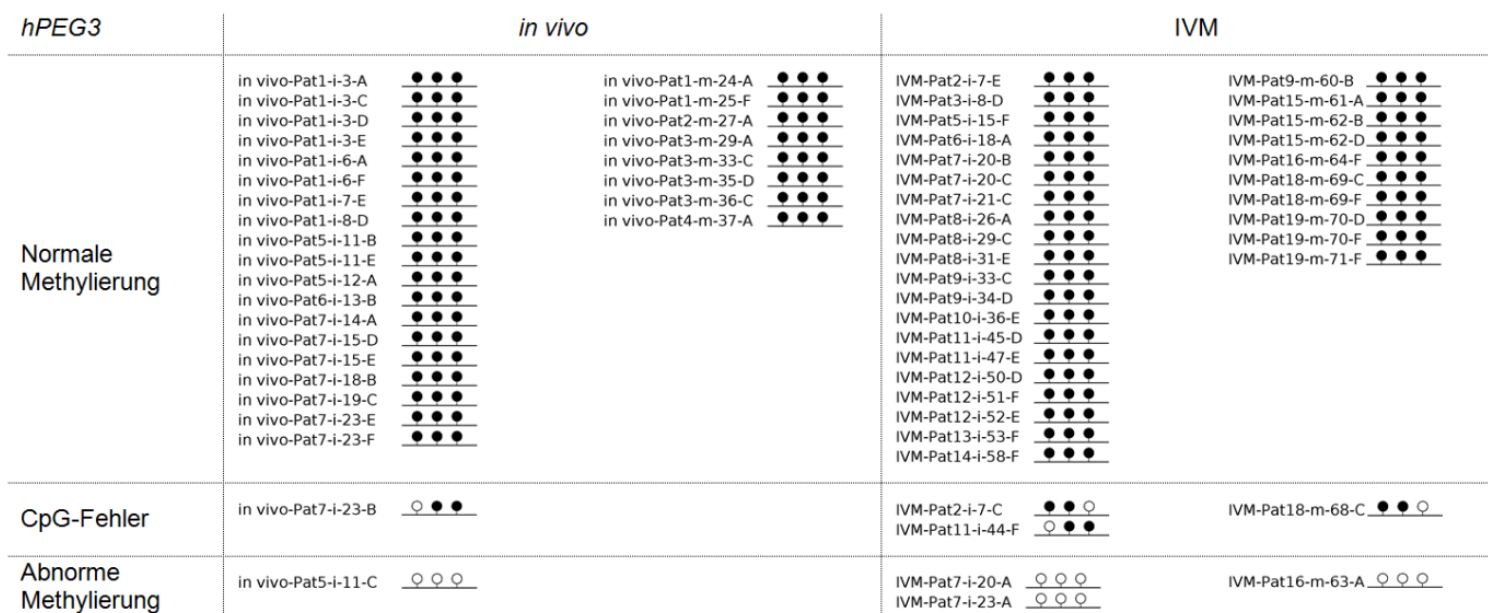 hPEG3 in vivo IVM
Normale Methylierung
in vivo-Pat1-i-3-A
in vivo-Pat1-i-3-C
in vivo-Pat1-i-3-D
in vivo-Pat1-i-3-E
in vivo-Pat1-i-6-A
in vivo-Pat1-i-6-F
in vivo-Pat1-i-7-E
in vivo-Pat1-i-8-D
in vivo-Pat5-i-11-B
in vivo-Pat5-i-11-E
in vivo-Pat5-i-12-A
in vivo-Pat6-i-13-B
in vivo-Pat7-i-14-A
in vivo-Pat7-i-15-D
in vivo-Pat7-i-15-E
in vivo-Pat7-i-18-B
in vivo-Pat7-i-19-C
in vivo-Pat7-i-23-E
in vivo-Pat7-i-23-F
in vivo-Pat1-m-24-A
in vivo-Pat1-m-25-F
in vivo-Pat2-m-27-A
in vivo-Pat3-m-29-A
in vivo-Pat3-m-33-C
in vivo-Pat3-m-35-D
in vivo-Pat3-m-36-C
in vivo-Pat4-m-37-A
IVM-Pat2-i-7-E
IVM-Pat3-i-8-D
IVM-Pat5-i-15-F
IVM-Pat6-i-18-A
IVM-Pat7-i-20-B
IVM-Pat7-i-20-C
IVM-Pat7-i-21-C
IVM-Pat8-i-26-A
IVM-Pat8-i-29-C
IVM-Pat8-i-31-E
IVM-Pat9-i-33-C
IVM-Pat9-i-34-D
IVM-Pat10-i-36-E
IVM-Pat11-i-45-D
IVM-Pat11-i-47-E
IVM-Pat12-i-50-D
IVM-Pat12-i-51-F
IVM-Pat12-i-52-E
IVM-Pat13-i-53-F
IVM-Pat14-i-58-F
IVM-Pat9-m-60-B
IVM-Pat15-m-61-A
IVM-Pat15-m-62-B
IVM-Pat15-m-62-D
IVM-Pat16-m-64-F
IVM-Pat18-m-69-C
IVM-Pat18-m-69-F
IVM-Pat19-m-70-D
IVM-Pat19-m-70-F
IVM-Pat19-m-71-F
CpG-Fehler
in vivo-Pat7-i-23-B
IVM-Pat2-i-7-C
IVM-Pat11-i-44-F
IVM-Pat18-m-68-C
Abnorme
Methylierung
in vivo-Pat5-i-11-C
IVM-Pat7-i-20-A
IVM-Pat7-i-23-A
IVM-Pat16-m-63-A